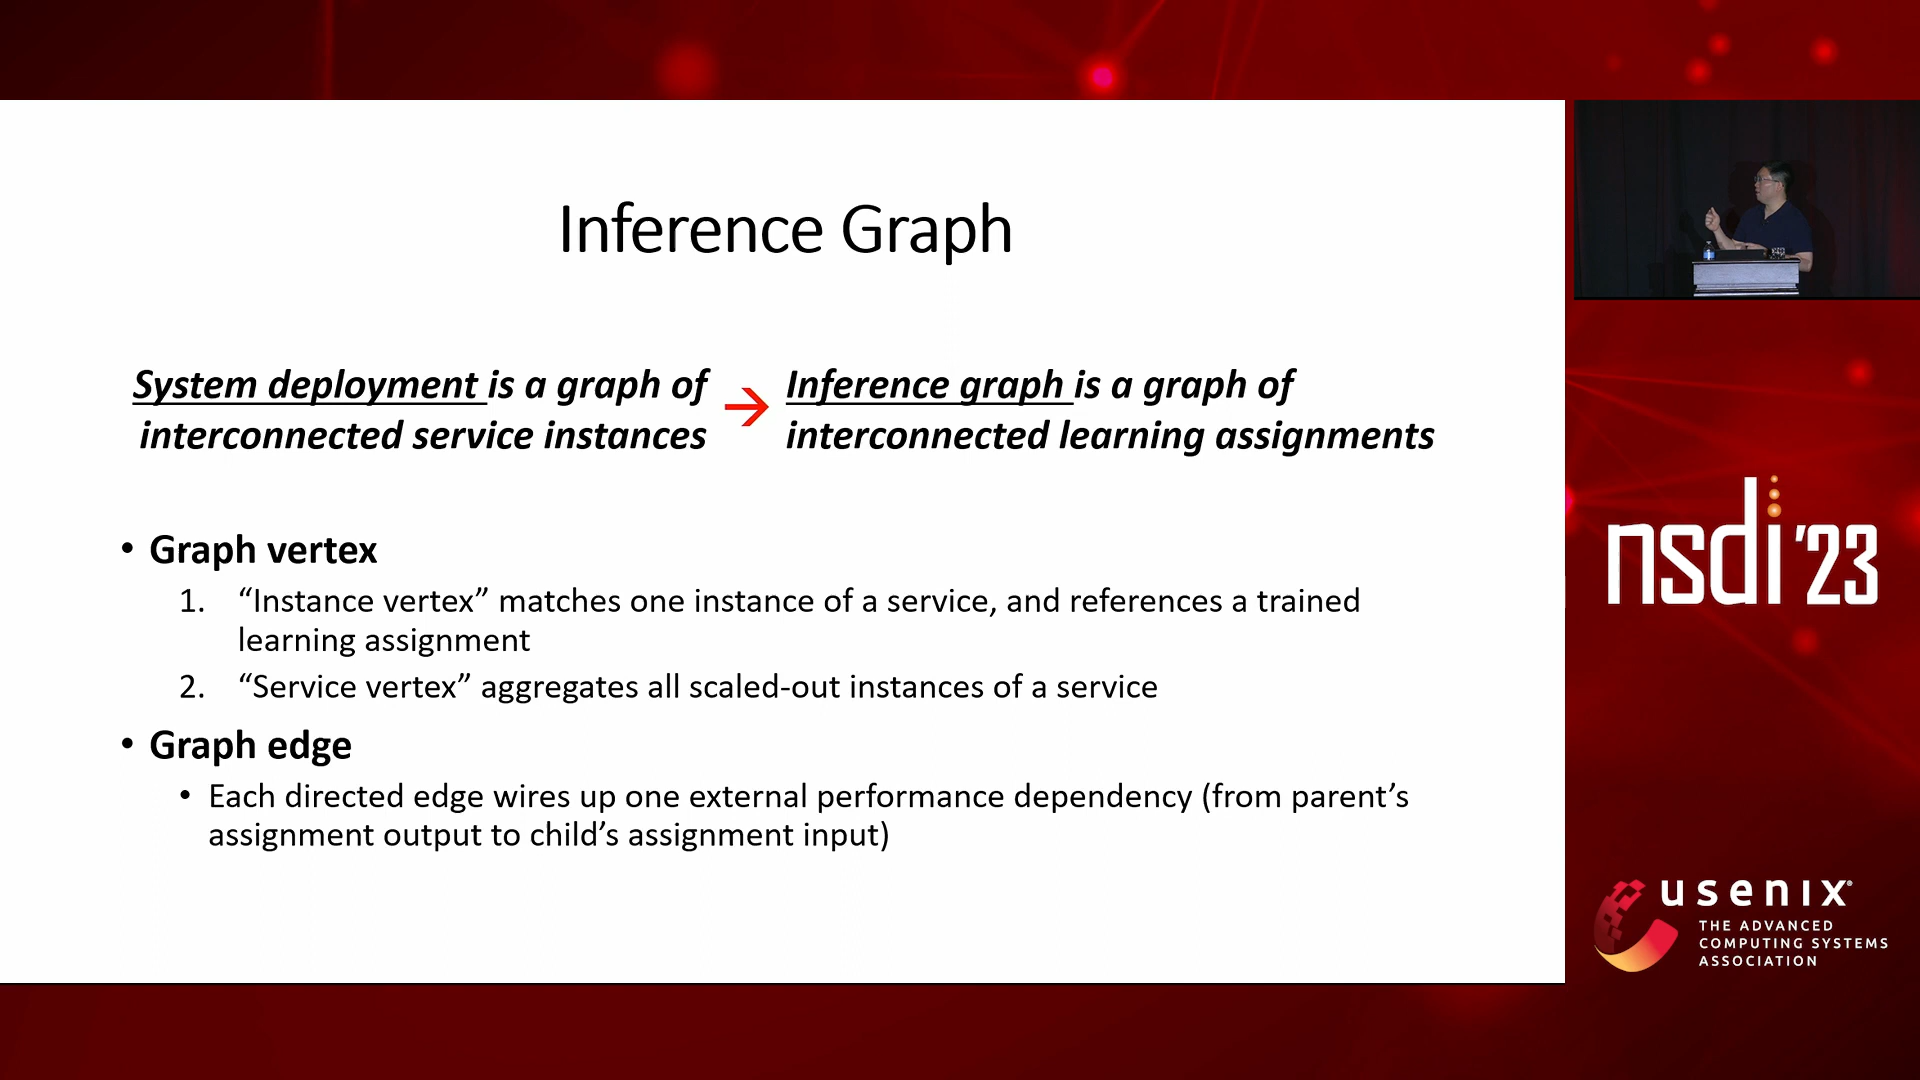 Inference Graph
System deployment is a graph of
interconnected service instances
→
Inference graph is a graph of
interconnected learning assignments
• Graph vertex
1. “Instance vertex” matches one instance of a service, and references a trained
learning assignment
2. “Service vertex” aggregates all scaled-out instances of a service
• Graph edge
• Each directed edge wires up one external performance dependency (from parent’s
assignment output to child’s assignment input)
nsdi ’23
usenix®
THE ADVANCED
COMPUTING SYSTEMS
ASSOCIATION